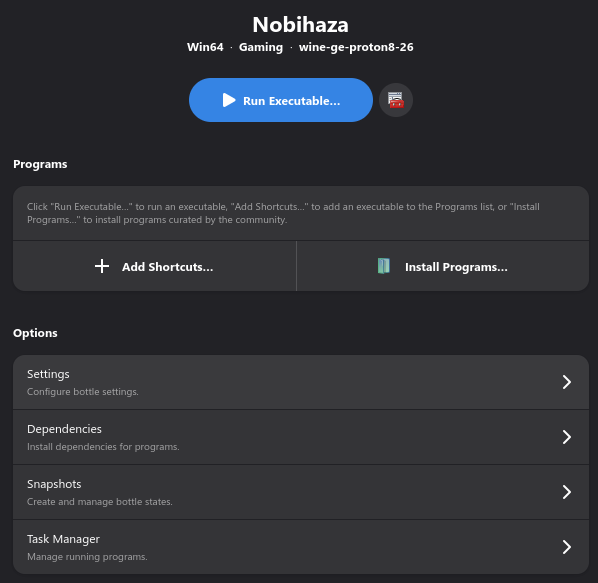 Nobihaza
Win64 · Gaming · wine-ge-proton8-26
Run Executable...
Programs
Click "Run Executable..." to run an executable, "Add Shortcuts..." to add an executable to the Programs list, or "Install
Programs..." to install programs curated by the community.
Add Shortcuts...
Install Programs...
Options
Settings
Configure bottle settings.
Dependencies
Install dependencies for programs.
Snapshots
Create and manage bottle states.
Task Manager
Manage running programs.